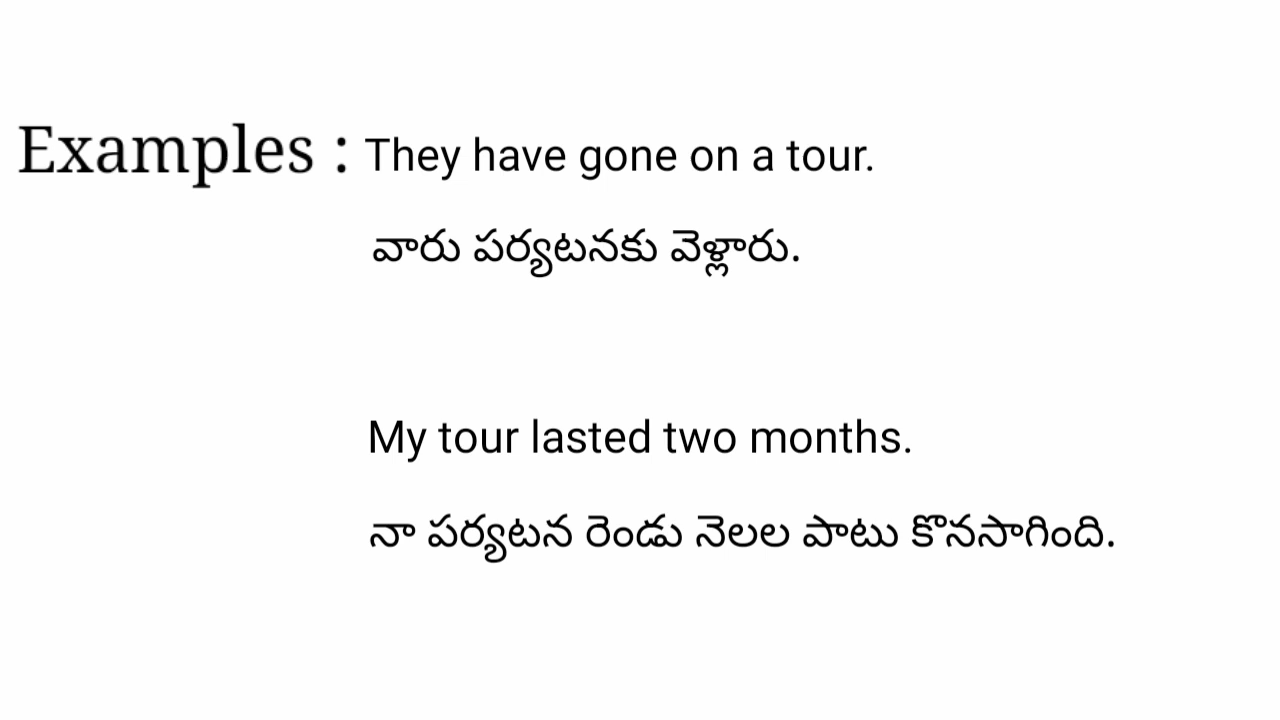 Examples : They have gone on a tour.
వారు పర్యటనకు వెళ్లారు.
My tour lasted two months.
నా పర్యటన రెండు నెలల పాటు కొనసాగింది.